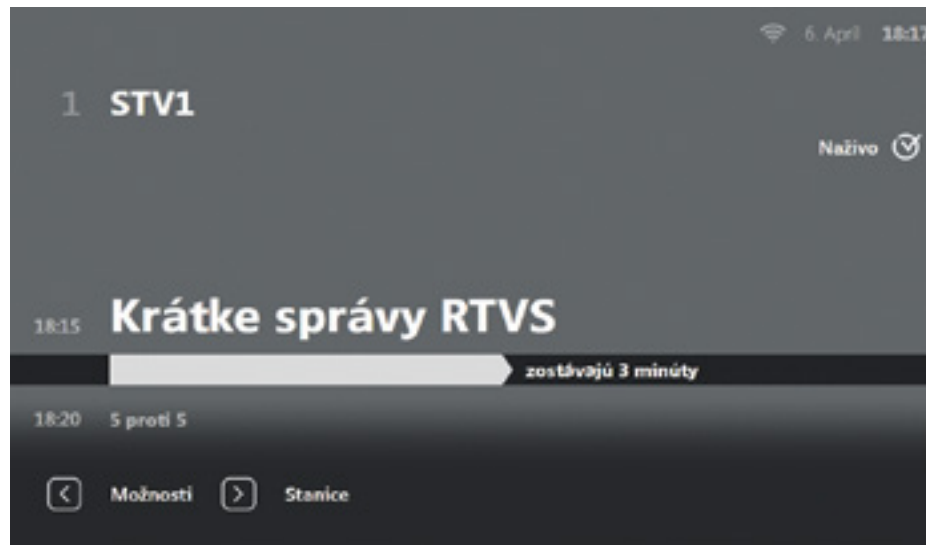 6. Apríl 18:17
1 STV1
Naživo
18:15 Krátke správy RTVS
zostávajú 3 minúty
18:20 5 proti 5
Možnosti Stanice